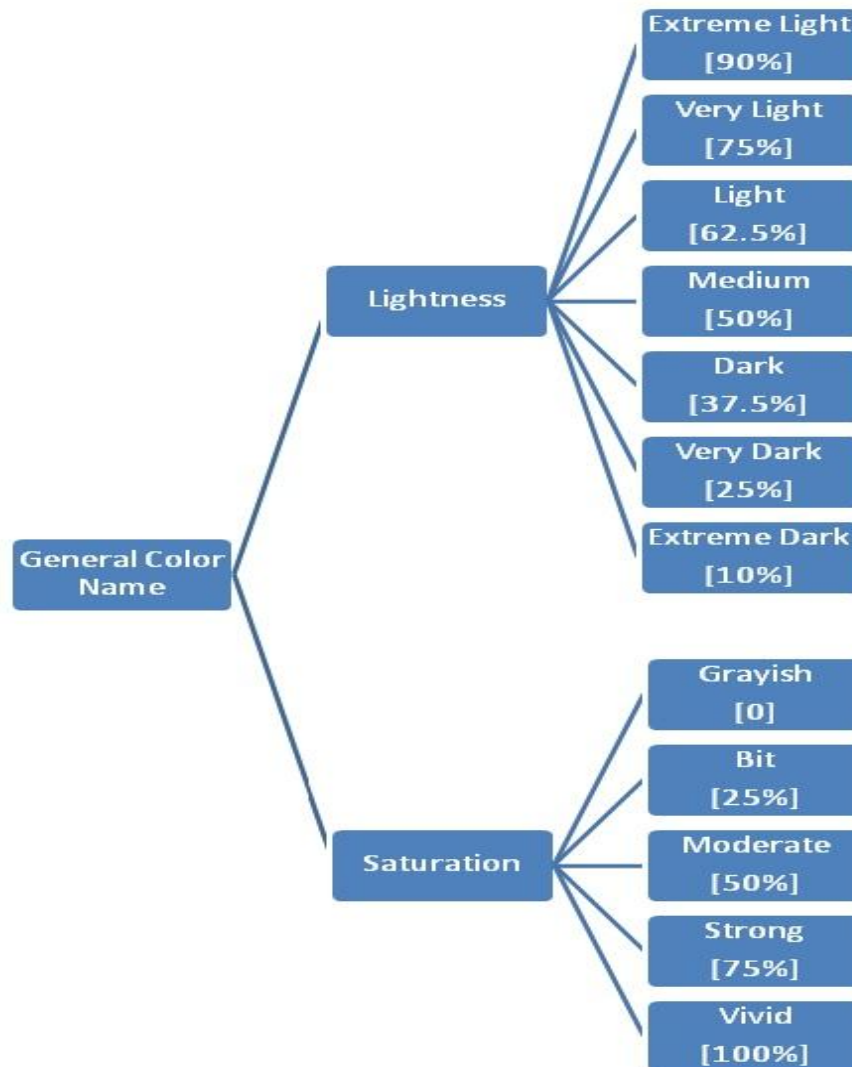 Extreme Light
[90%]
Very Light
[75%]
Light
[62.5%]
Lightness
Medium
[50%]
Dark
[37.5%]
Very Dark
[25%]
General Color
Name
Extreme Dark
[10%]
Grayish
[0]
Bit
[25%]
Saturation
Moderate
[50%]
Strong
[75%]
Vivid
[100%]